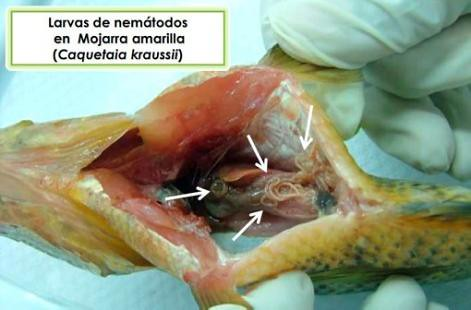 Larvas de nemátodos
en Mojarra amarilla
(Caquetaia kraussii)